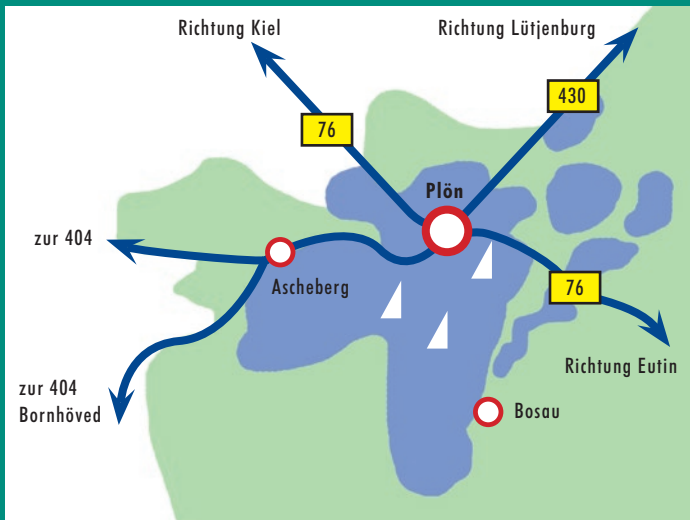 Richtung Kiel
Richtung Lütjenburg
430
76
Plön
zur 404
Ascheberg
76
Richtung Eutin
zur 404
Bornhöved
Bosau